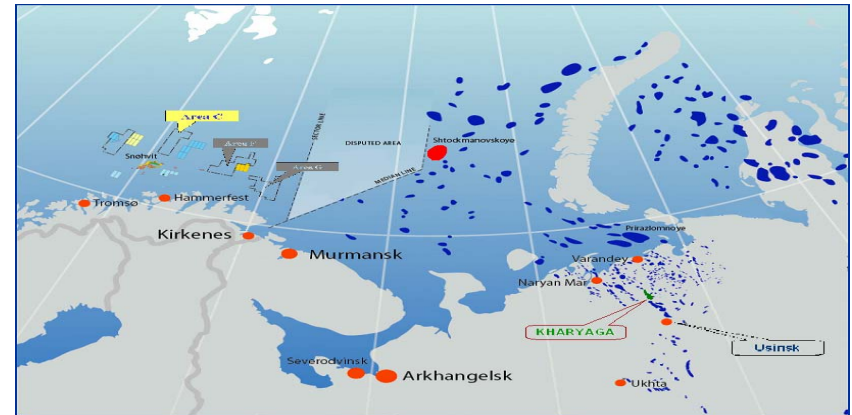 Area C
SECTOR LINE
DISPUTED AREA
Shtockmanovskoye
Area F
Snøhvit
Area G
MEDIAN LINE
Tromsø
Hammerfest
Kirkenes
Murmansk
Prirazlomnoye
Varandey
Naryan Mar
KHARYAGA
Usinsk
Severodvinsk
Arkhangelsk
Ukhta